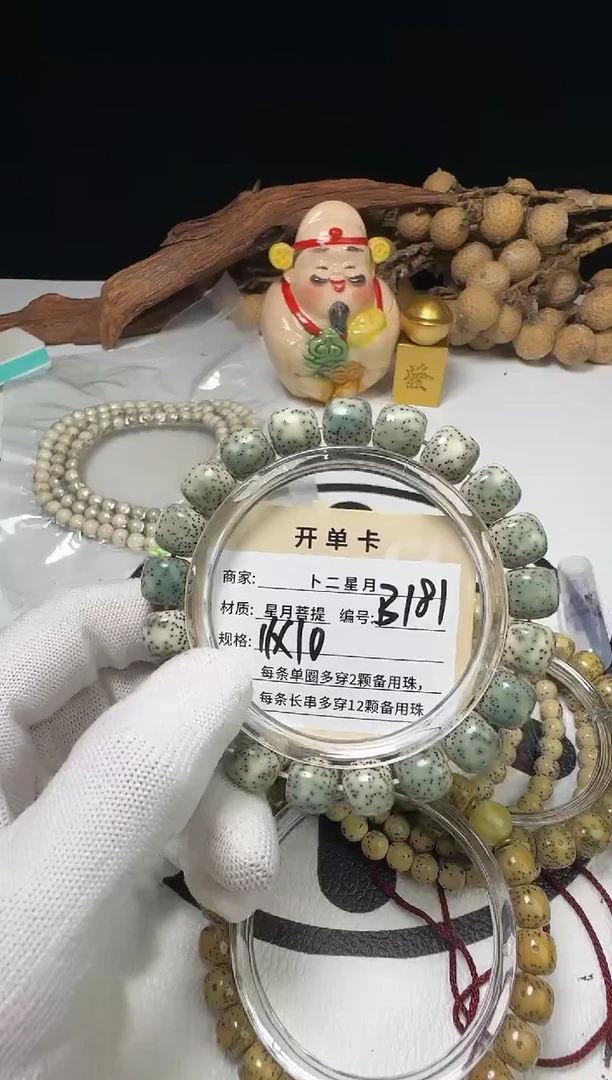 發
开单卡
商家: 卜二星月
材质: 星月菩提 编号: B181
规格: 11X10
每条单圈多穿2颗备用珠,
每条长串多穿12颗备用珠